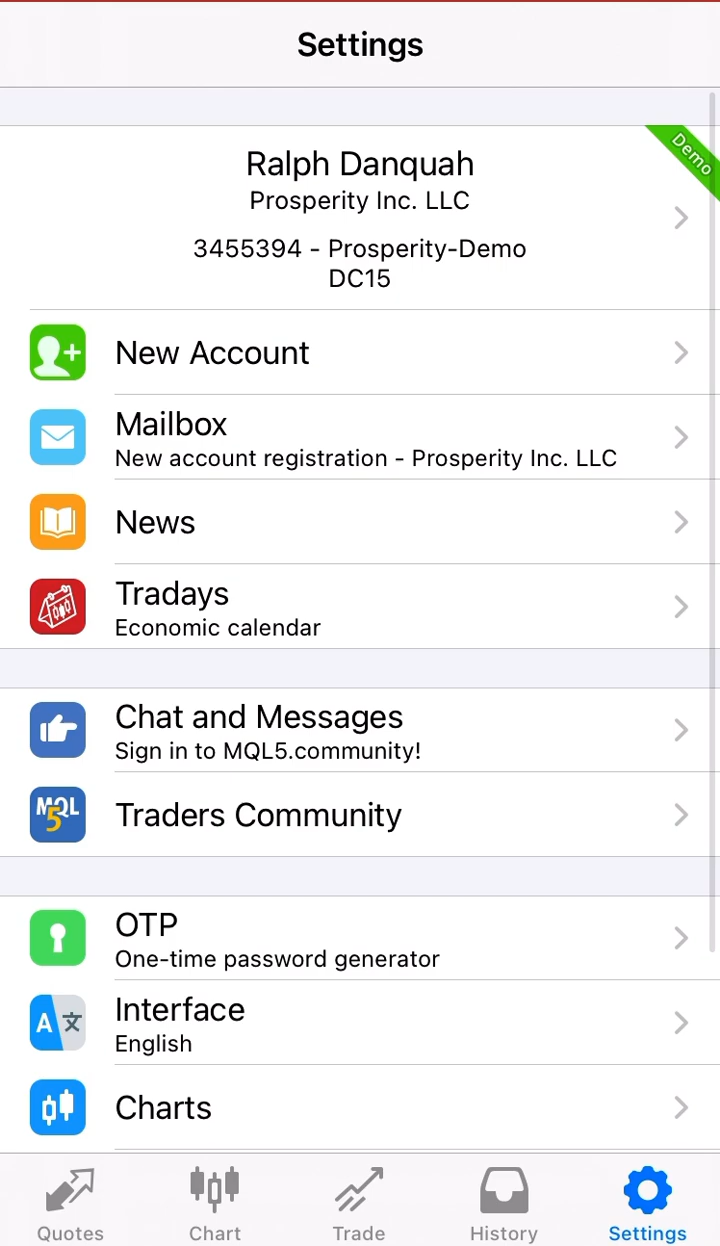 Settings
Demo
Ralph Danquah
Prosperity Inc. LLC
3455394 - Prosperity-Demo
DC15
New Account
Mailbox
New account registration - Prosperity Inc. LLC
News
Tradays
Economic calendar
Chat and Messages
Sign in to MQL5.community!
MQL
5
Traders Community
OTP
One-time password generator
A 文
Interface
English
Charts
Quotes
Chart
Trade
History
Settings